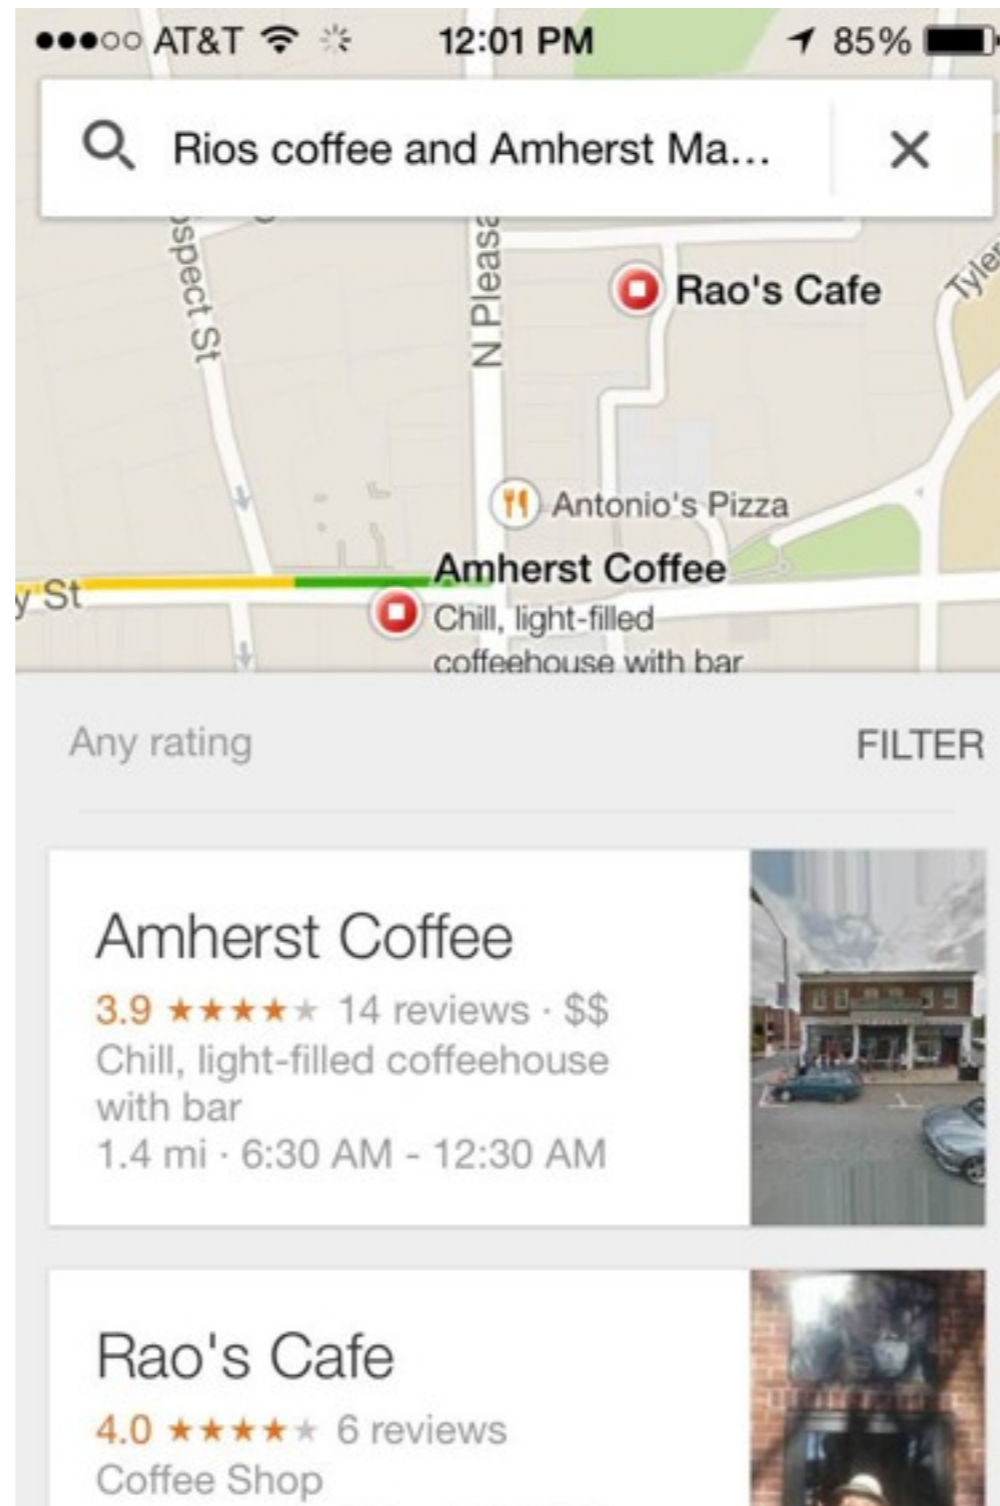 AT&T 12:01 PM 85%
Rios coffee and Amherst Ma...
ospect St
N Pleasa
Tyler
Rao's Cafe
Antonio's Pizza
Amherst Coffee
y St
Chill, light-filled
coffeehouse with bar
Any rating FILTER
Amherst Coffee
3.9 ★★★★★ 14 reviews · $$
Chill, light-filled coffeehouse
with bar
1.4 mi · 6:30 AM - 12:30 AM
Rao's Cafe
4.0 ★★★★★ 6 reviews
Coffee Shop